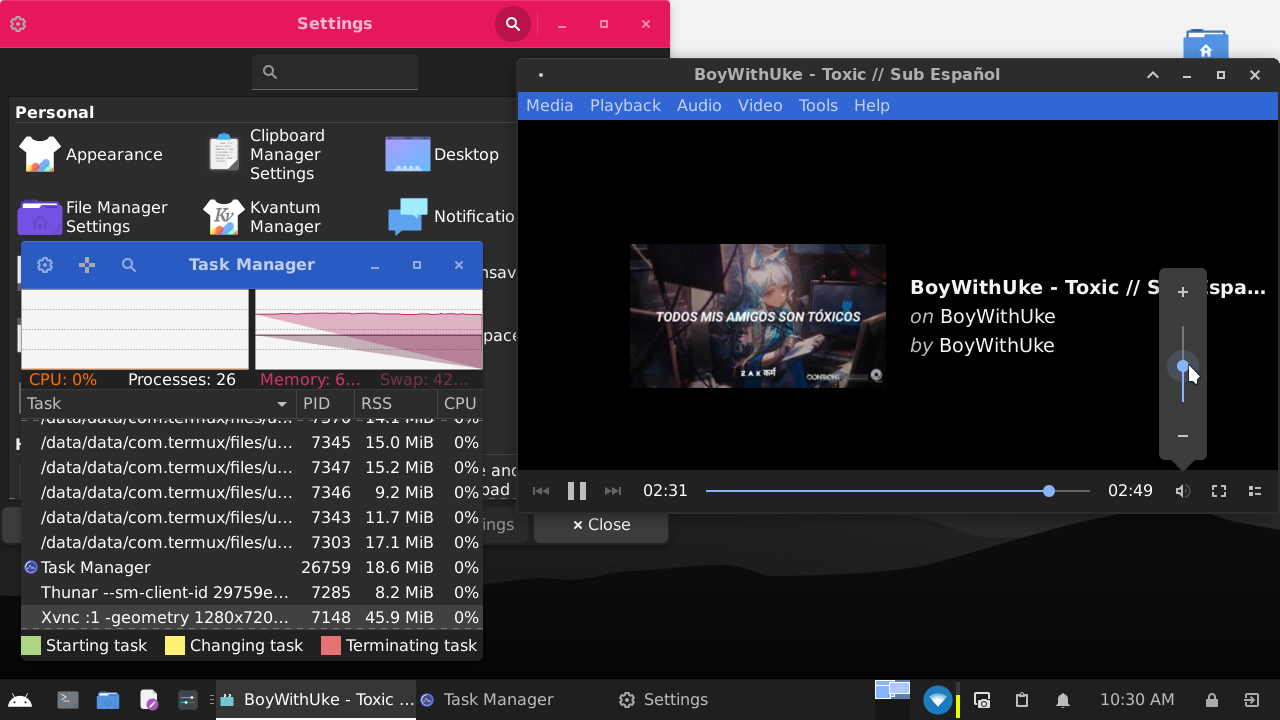 Settings
Personal
Appearance
Clipboard
Manager
Settings
Desktop
File Manager
Settings
Kvantum
Manager
Notificatio
Close
BoyWithUke - Toxic // Sub Español
Media Playback Audio Video Tools Help
TODOS MIS AMIGOS SON TÓXICOS
BoyWithUke - Toxic // S
on BoyWithUke
by BoyWithUke
02:31
02:49
Task Manager
CPU: 0% Processes: 26 Memory: 6... Swap: 42...
Task PID RSS CPU
/data/data/com.termux/files/u... 7345 15.0 MiB 0%
/data/data/com.termux/files/u... 7347 15.2 MiB 0%
/data/data/com.termux/files/u... 7346 9.2 MiB 0%
/data/data/com.termux/files/u... 7343 11.7 MiB 0%
/data/data/com.termux/files/u... 7303 17.1 MiB 0%
Task Manager 26759 18.6 MiB 0%
Thunar --sm-client-id 29759e... 7285 8.2 MiB 0%
Xvnc :1 -geometry 1280x720... 7148 45.9 MiB 0%
Starting task Changing task Terminating task
BoyWithUke - Toxic ... Task Manager Settings 10:30 AM